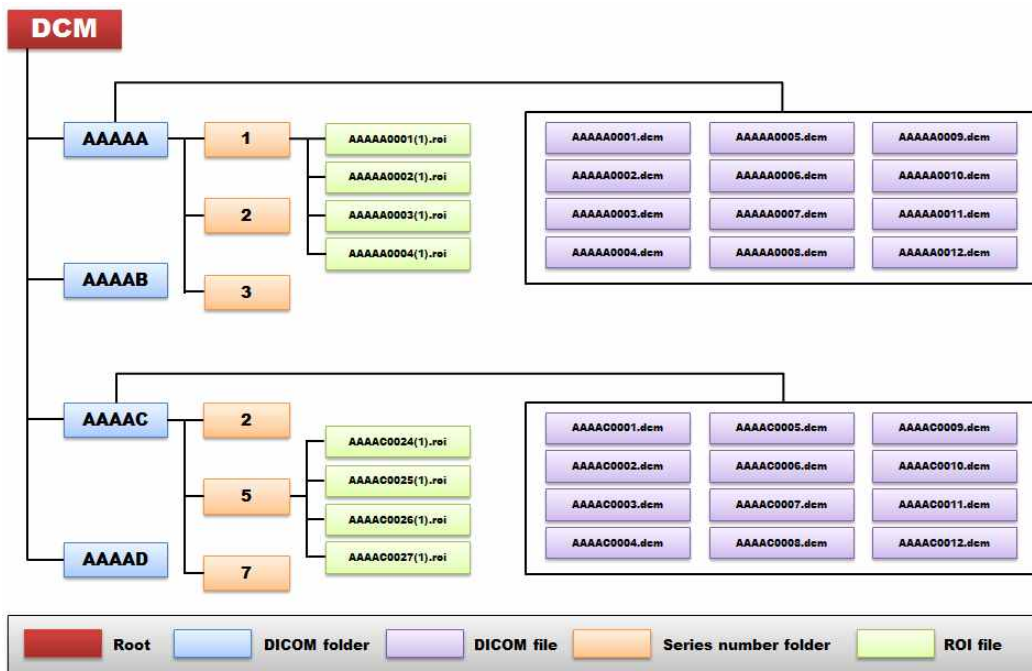 DCM
AAAAA
1
AAAAA0001(1).roi
AAAAA0002(1).roi
AAAAA0003(1).roi
AAAAA0004(1).roi
2
3
AAAAA0001.dcm
AAAAA0005.dcm
AAAAA0009.dcm
AAAAA0002.dcm
AAAAA0006.dcm
AAAAA0010.dcm
AAAAA0003.dcm
AAAAA0007.dcm
AAAAA0011.dcm
AAAAA0004.dcm
AAAAA0008.dcm
AAAAA0012.dcm
AAAAB
AAAAC
2
5
AAAAC0024(1).roi
AAAAC0025(1).roi
AAAAC0026(1).roi
AAAAC0027(1).roi
7
AAAAC0001.dcm
AAAAC0005.dcm
AAAAC0009.dcm
AAAAC0002.dcm
AAAAC0006.dcm
AAAAC0010.dcm
AAAAC0003.dcm
AAAAC0007.dcm
AAAAC0011.dcm
AAAAC0004.dcm
AAAAC0008.dcm
AAAAC0012.dcm
AAAAD
Root
DICOM folder
DICOM file
Series number folder
ROI file